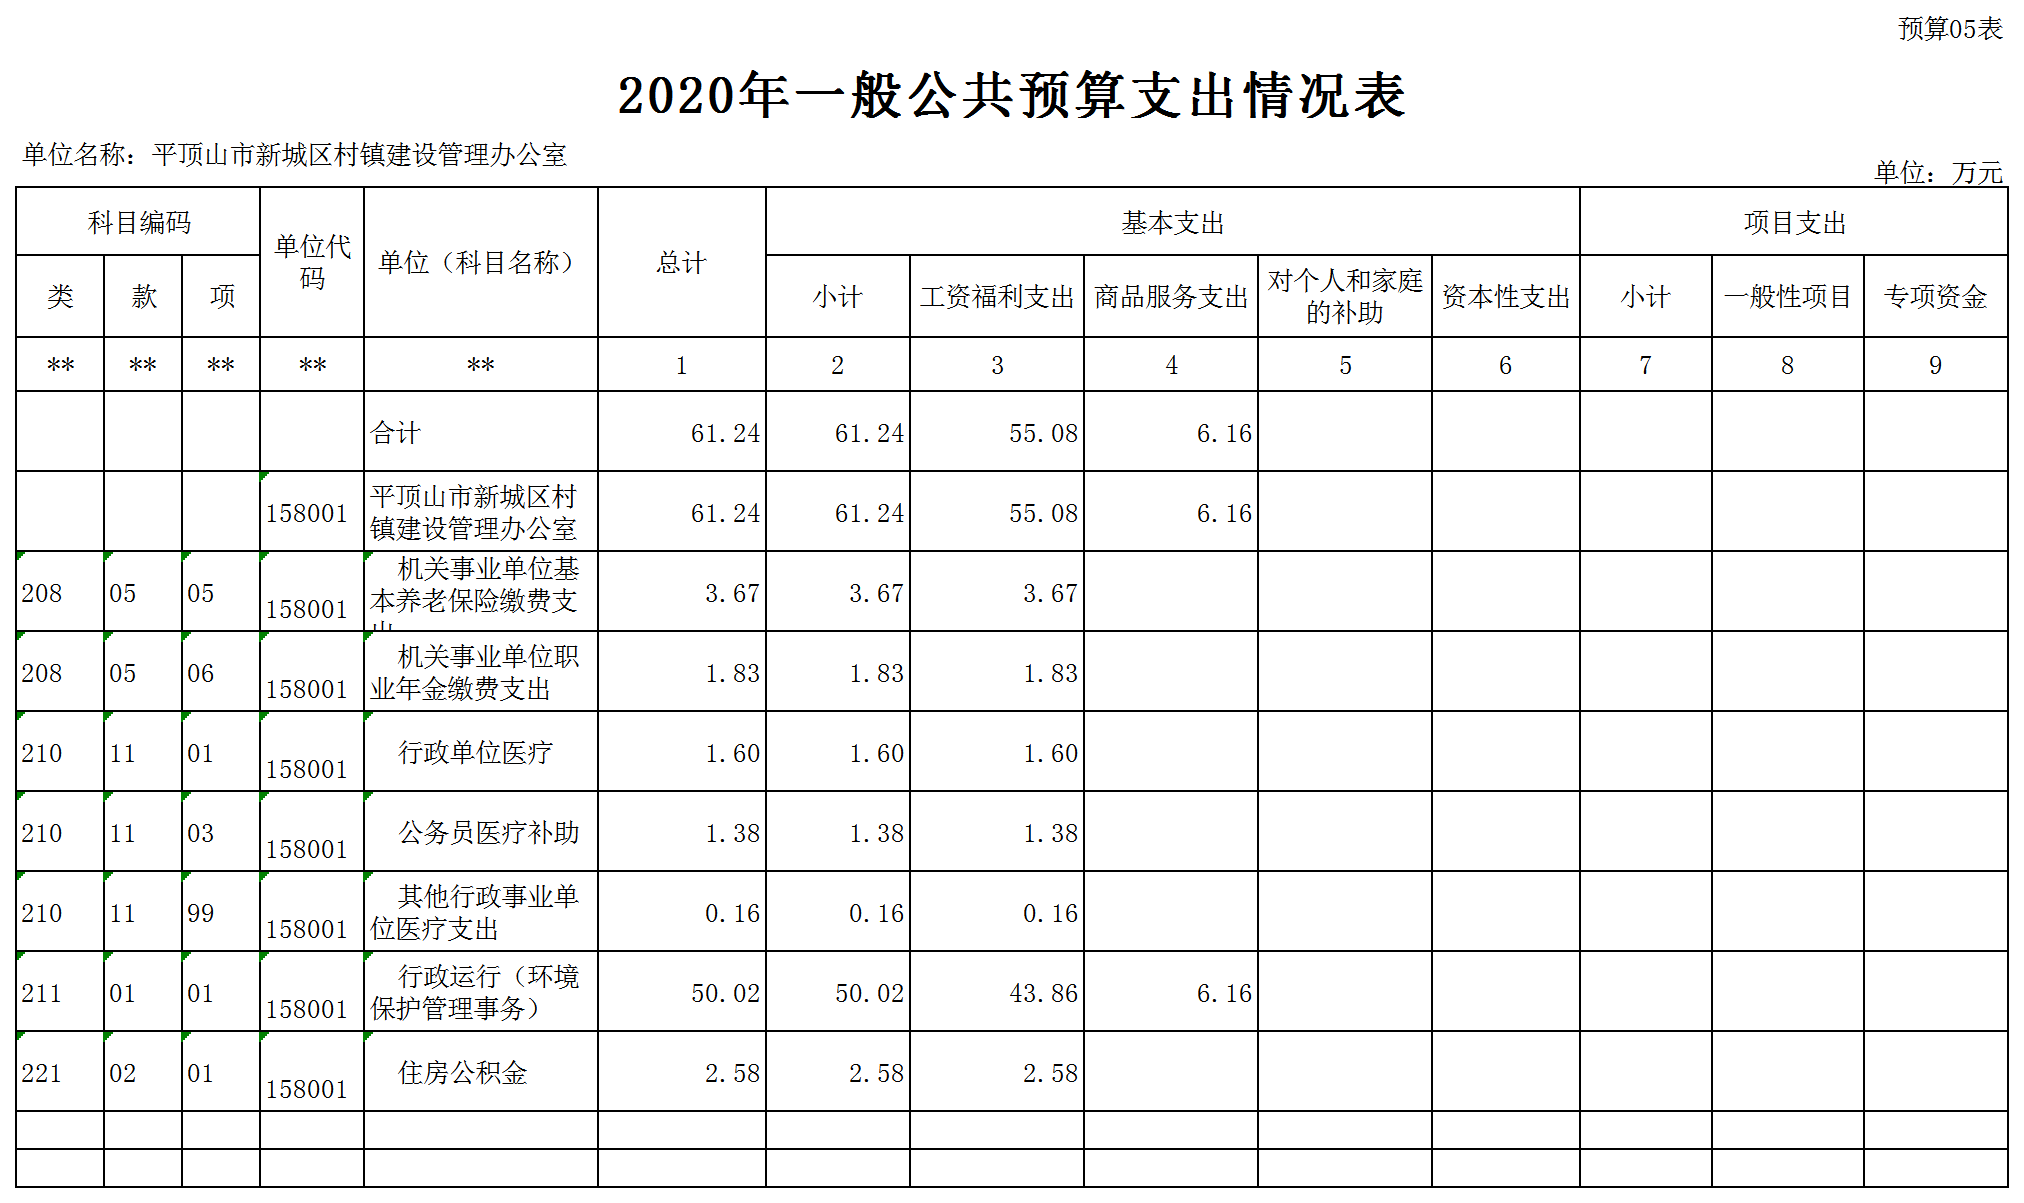 预算05表
2020年一般公共预算支出情况表
单位名称：平顶山市新城区村镇建设管理办公室
单位：万元
科目编码 单位代码 单位（科目名称） 总计 基本支出 项目支出
类 款 项 小计 工资福利支出 商品服务支出 对个人和家庭的补助 资本性支出 小计 一般性项目 专项资金
** ** ** ** ** 1 2 3 4 5 6 7 8 9
合计 61.24 61.24 55.08 6.16
158001 平顶山市新城区村镇建设管理办公室 61.24 61.24 55.08 6.16
208 05 05 158001 机关事业单位基本养老保险缴费支出 3.67 3.67 3.67
208 05 06 158001 机关事业单位职业年金缴费支出 1.83 1.83 1.83
210 11 01 158001 行政单位医疗 1.60 1.60 1.60
210 11 03 158001 公务员医疗补助 1.38 1.38 1.38
210 11 99 158001 其他行政事业单位医疗支出 0.16 0.16 0.16
211 01 01 158001 行政运行（环境保护管理事务） 50.02 50.02 43.86 6.16
221 02 01 158001 住房公积金 2.58 2.58 2.58